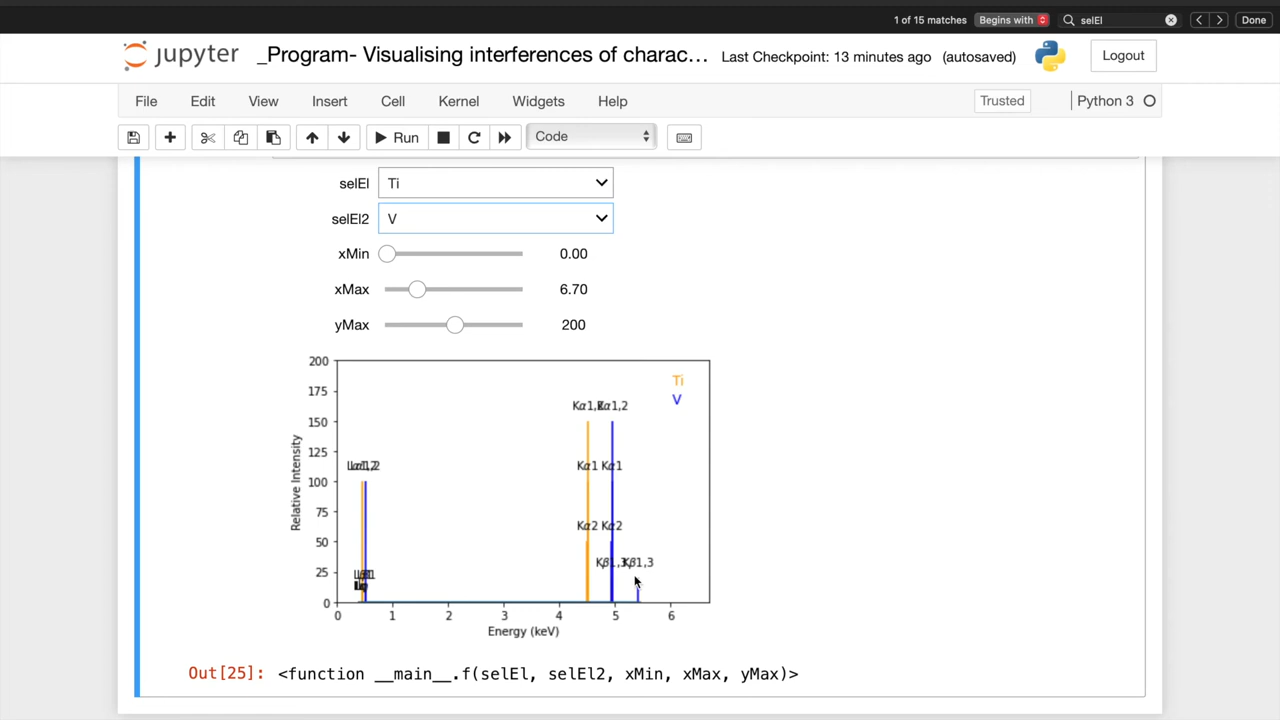 1 of 15 matches Begins with selEl Done
jupyter _Program- Visualising interferences of charac... Last Checkpoint: 13 minutes ago (autosaved) Logout
File Edit View Insert Cell Kernel Widgets Help Trusted Python 3
Run Code
selEl Ti
selEl2 V
xMin 0.00
xMax 6.70
yMax 200
200
Ti
175
V
Kα1,2
150
125
Kα1 Kα1
100
75
Kα2 Kα2
50
Kβ1,3
25
0
0 1 2 3 4 5 6
Relative Intensity
Energy (keV)
Out[25]: <function __main__.f(selEl, selEl2, xMin, xMax, yMax)>